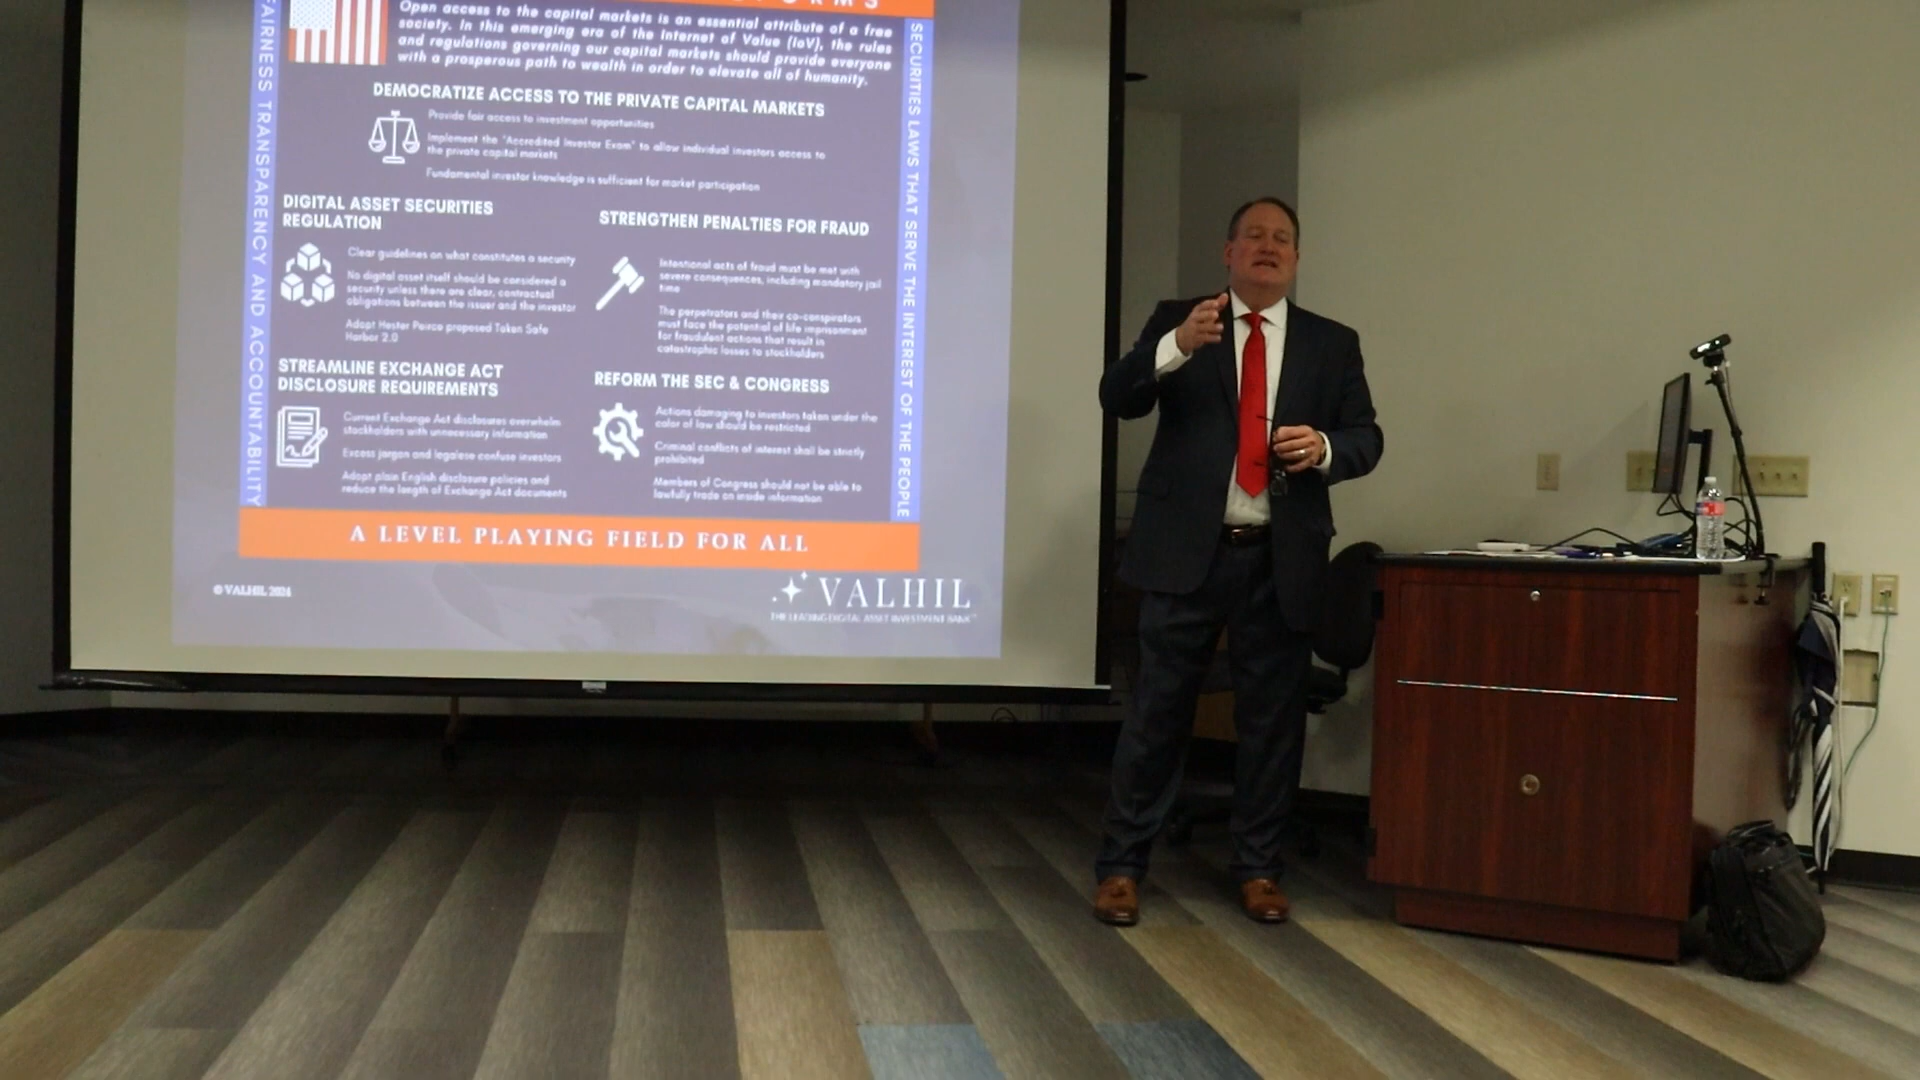 Open access to the capital markets is an essential attribute of a free
society. In this emerging era of the Internet of Value (IoV), the rules
and regulations governing our capital markets should provide everyone
with a prosperous path to wealth in order to elevate all of humanity.
FAIRNESS TRANSPARENCY AND ACCOUNTABILITY
SECURITIES LAWS THAT SERVE THE INTEREST OF THE PEOPLE
DEMOCRATIZE ACCESS TO THE PRIVATE CAPITAL MARKETS
Provide fair access to investment opportunities
Implement the "Accredited Investor Exam" to allow individual investors access to
the private capital markets
Fundamental investor knowledge is sufficient for market participation
DIGITAL ASSET SECURITIES
REGULATION
Clear guidelines on what constitutes a security
No digital asset itself should be considered a
security unless there are clear, contractual
obligations between the issuer and the investor
Adopt Hester Peirce proposed Token Safe
Harbor 2.0
STRENGTHEN PENALTIES FOR FRAUD
Intentional acts of fraud must be met with
severe consequences, including mandatory jail
time
The perpetrators and their co-conspirators
must face the potential of life imprisonment
for fraudulent actions that result in
catastrophic losses to stockholders
STREAMLINE EXCHANGE ACT
DISCLOSURE REQUIREMENTS
Current Exchange Act disclosures overwhelm
stockholders with unnecessary information
Excess jargon and legalese confuse investors
Adopt plain English disclosure policies and
reduce the length of Exchange Act documents
REFORM THE SEC & CONGRESS
Actions damaging to investors taken under the
color of law should be restricted
Criminal conflicts of interest shall be strictly
prohibited
Members of Congress should not be able to
lawfully trade on inside information
A LEVEL PLAYING FIELD FOR ALL
© VALHIL 2024
VALHIL
THE LEADING DIGITAL ASSET INVESTMENT BANK